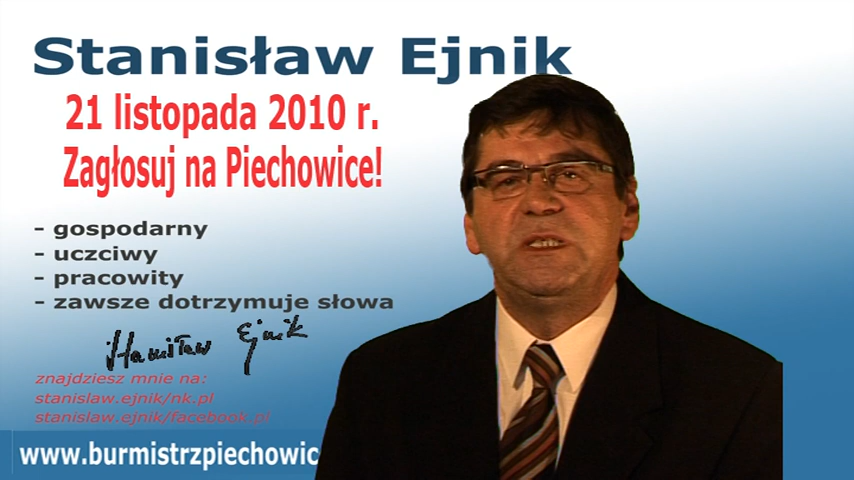 Stanisław Ejnik
21 listopada 2010 r.
Zagłosuj na Piechowice!
- gospodarny
- uczciwy
- pracowity
- zawsze dotrzymuje słowa
Stanisław Ejnik
znajdziesz mnie na:
stanislaw.ejnik/nk.pl
stanislaw.ejnik/facebook.pl
www.burmistrzpiechowic